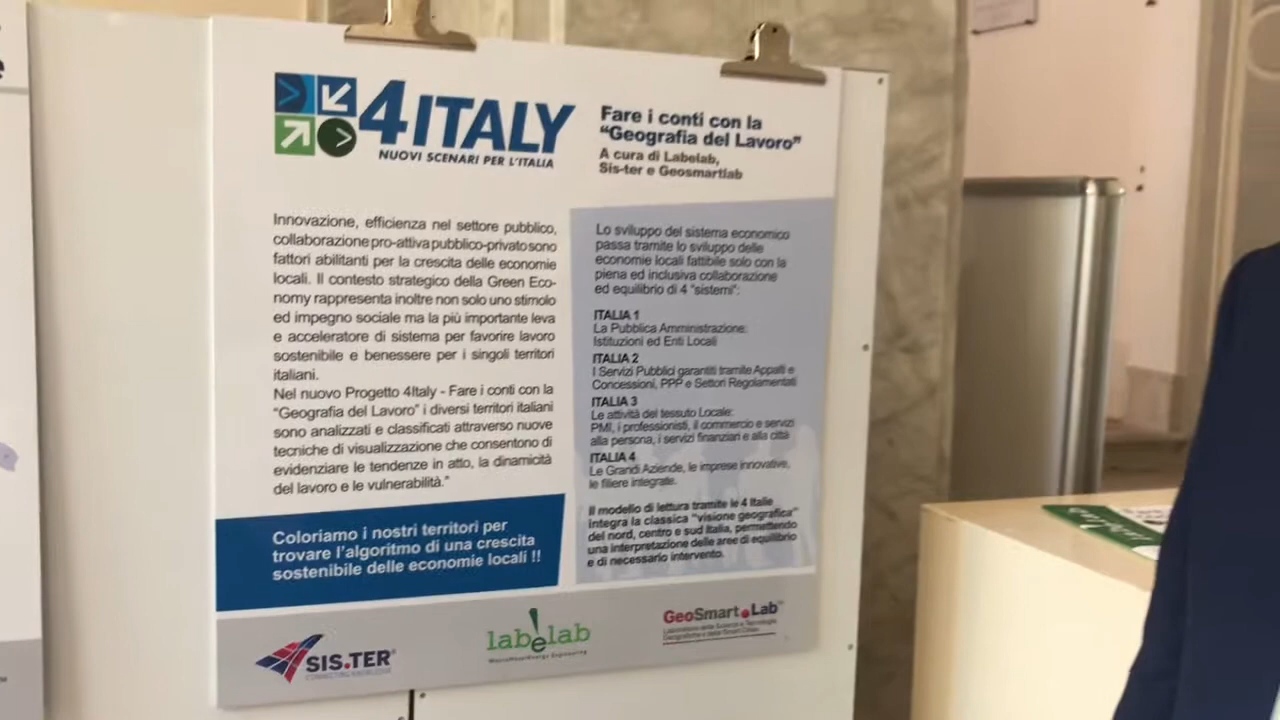 4ITALY
NUOVI SCENARI PER L'ITALIA
Fare i conti con la
“Geografia del Lavoro”
A cura di Labelab,
Sis-ter e Geosmartlab
Innovazione, efficienza nel settore pubblico,
collaborazione pro-attiva pubblico-privato sono
fattori abilitanti per la crescita delle economie
locali. Il contesto strategico della Green Eco-
nomy rappresenta inoltre non solo uno stimolo
ed impegno sociale ma la più importante leva
e acceleratore di sistema per favorire lavoro
sostenibile e benessere per i singoli territori
italiani.
Nel nuovo Progetto 4Italy - Fare i conti con la
“Geografia del Lavoro” i diversi territori italiani
sono analizzati e classificati attraverso nuove
tecniche di visualizzazione che consentono di
evidenziare le tendenze in atto, la dinamicità
del lavoro e le vulnerabilità.”
Coloriamo i nostri territori per
trovare l’algoritmo di una crescita
sostenibile delle economie locali !!
Lo sviluppo del sistema economico
passa tramite lo sviluppo delle
economie locali fattibile solo con la
piena ed inclusiva collaborazione
ed equilibrio di 4 “sistemi”:
ITALIA 1
La Pubblica Amministrazione:
Istituzioni ed Enti Locali
ITALIA 2
I Servizi Pubblici garantiti tramite Appalti e
Concessioni, PPP e Settori Regolamentati
ITALIA 3
Le attività del tessuto Locale:
PMI, i professionisti, il commercio e servizi
alla persona, i servizi finanziari e alla città
ITALIA 4
Le Grandi Aziende, le imprese innovative,
le filiere integrate.
Il modello di lettura tramite le 4 Italie
integra la classica “visione geografica”
del nord, centro e sud Italia, permettendo
una interpretazione delle aree di equilibrio
e di necessario intervento.
SIS.TER®
CONNECTING KNOWLEDGE
labelab
GeoSmart.Lab™